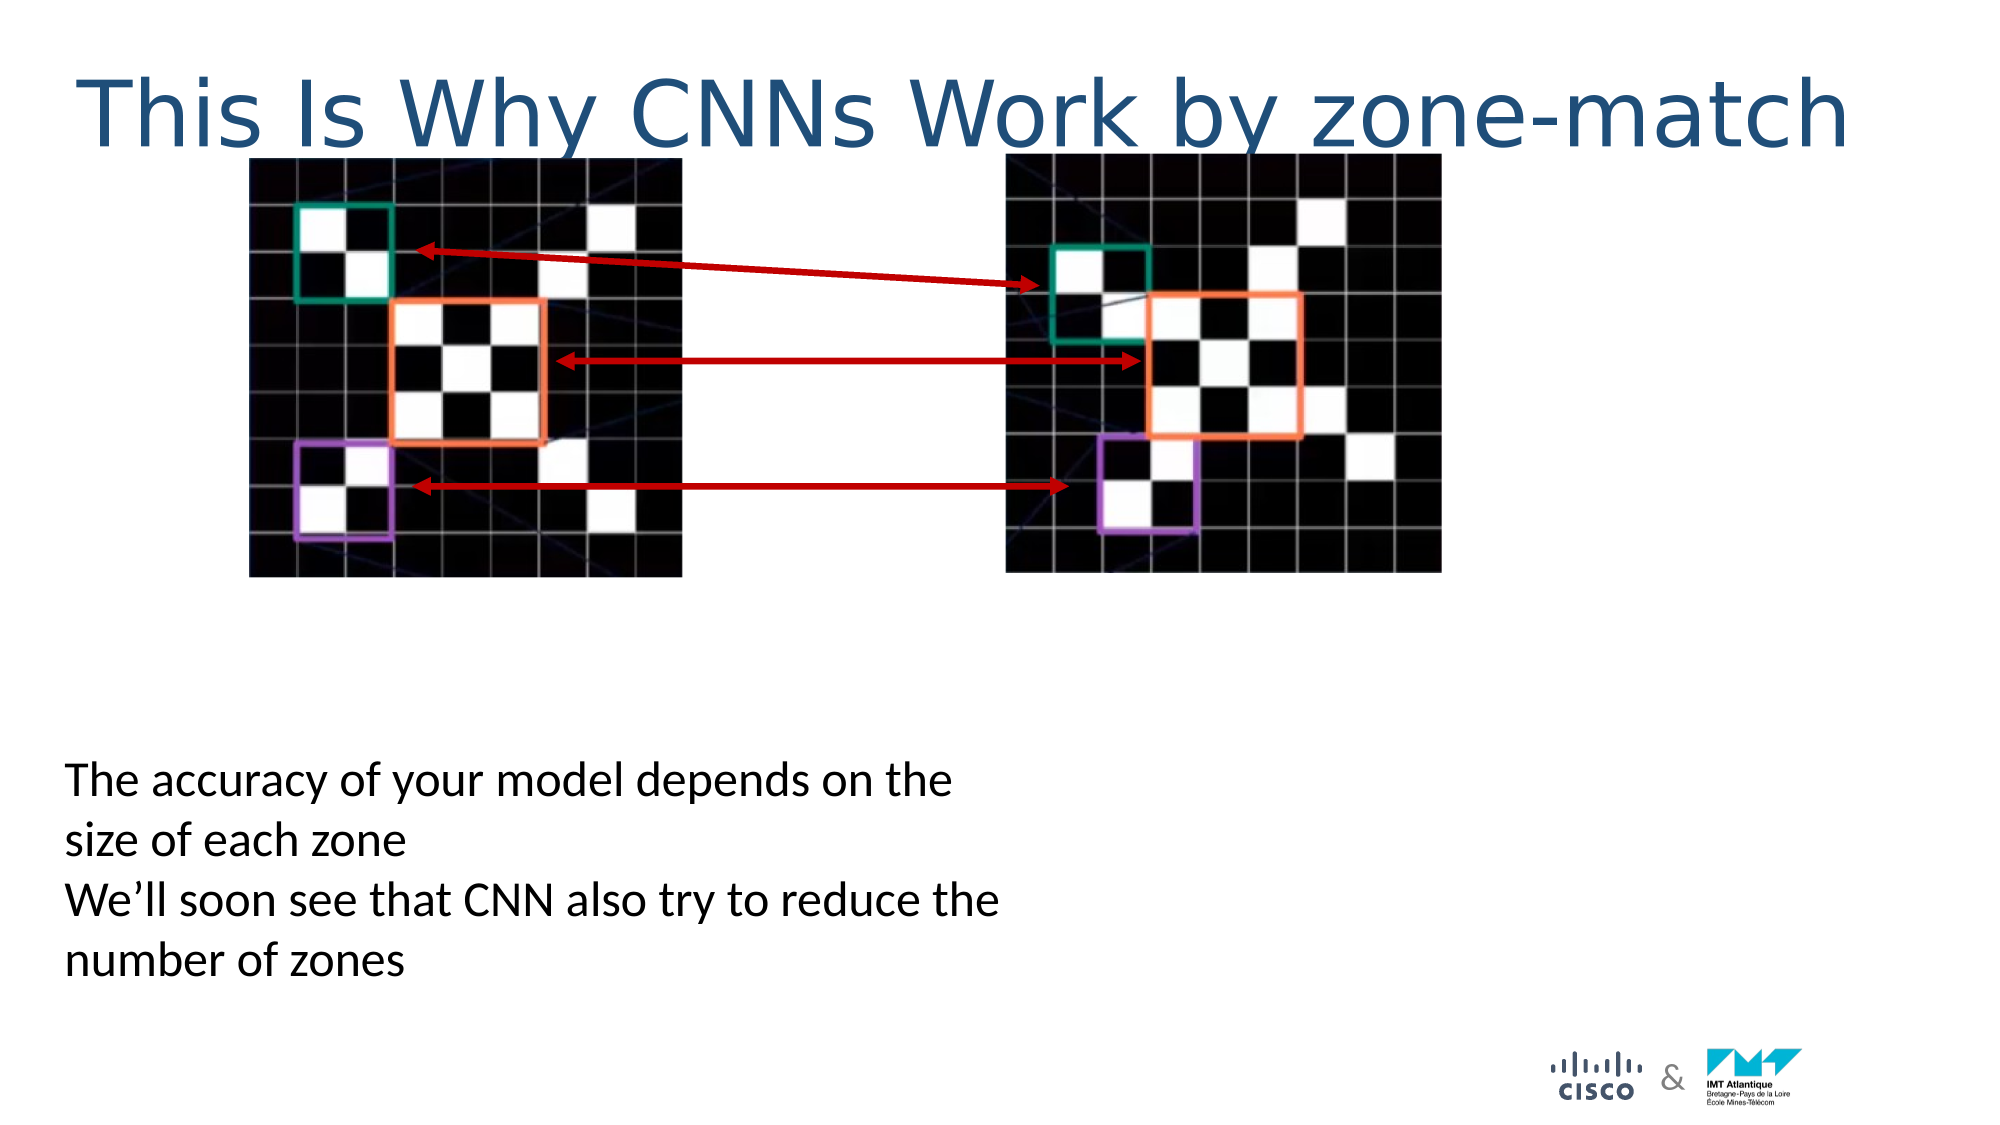 This Is Why CNNs Work by zone-match
The accuracy of your model depends on the
size of each zone
We’ll soon see that CNN also try to reduce the
number of zones
CISCO
&
IMT Atlantique
Bretagne-Pays de la Loire
École Mines-Télécom